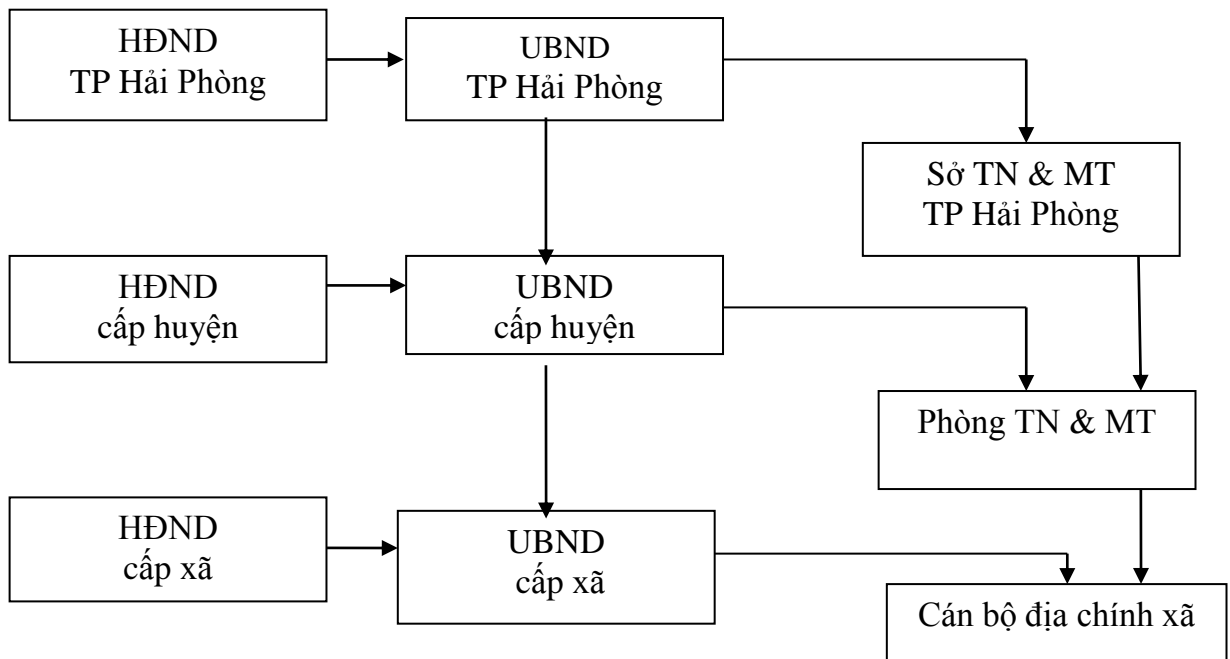 HĐND
TP Hải Phòng
UBND
TP Hải Phòng
Sở TN & MT
TP Hải Phòng
HĐND
cấp huyện
UBND
cấp huyện
Phòng TN & MT
HĐND
cấp xã
UBND
cấp xã
Cán bộ địa chính xã